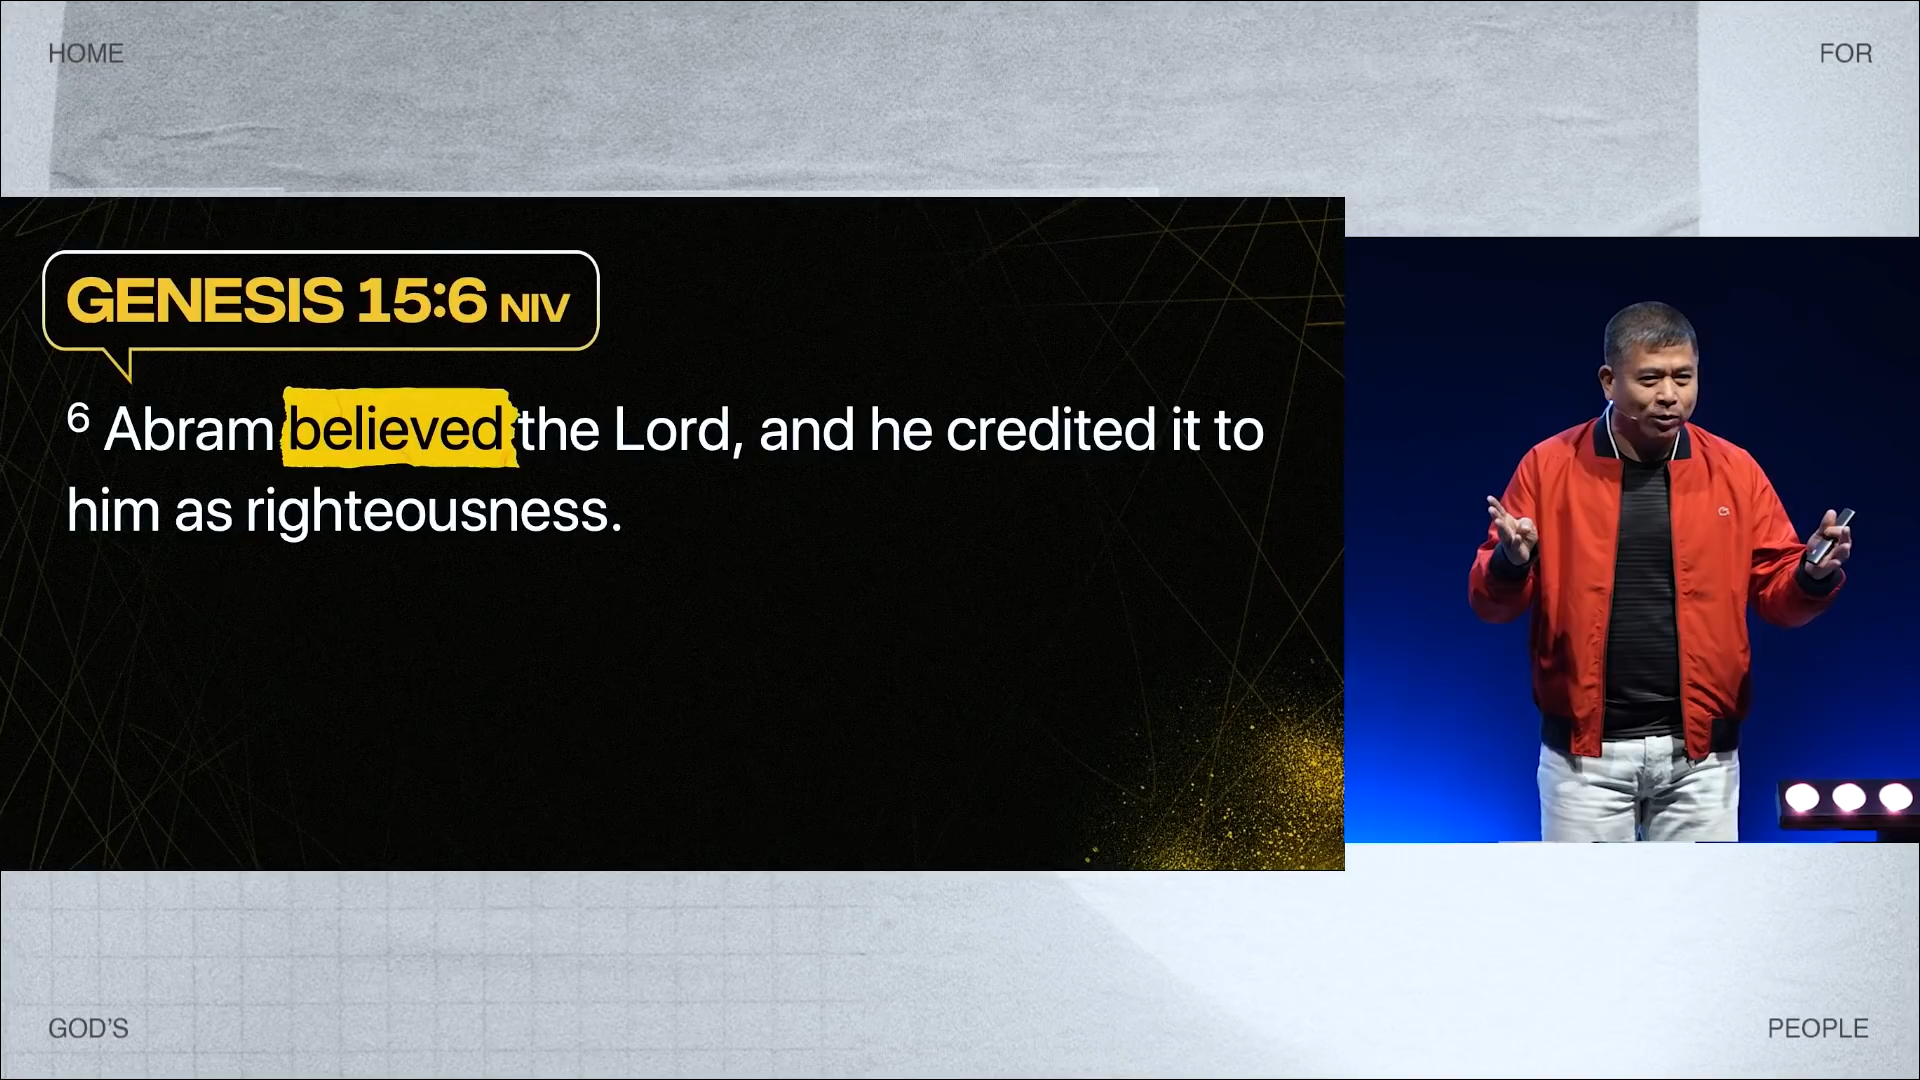 HOME
FOR
GENESIS 15:6 NIV
6 Abram believed the Lord, and he credited it to
him as righteousness.
GOD'S
PEOPLE